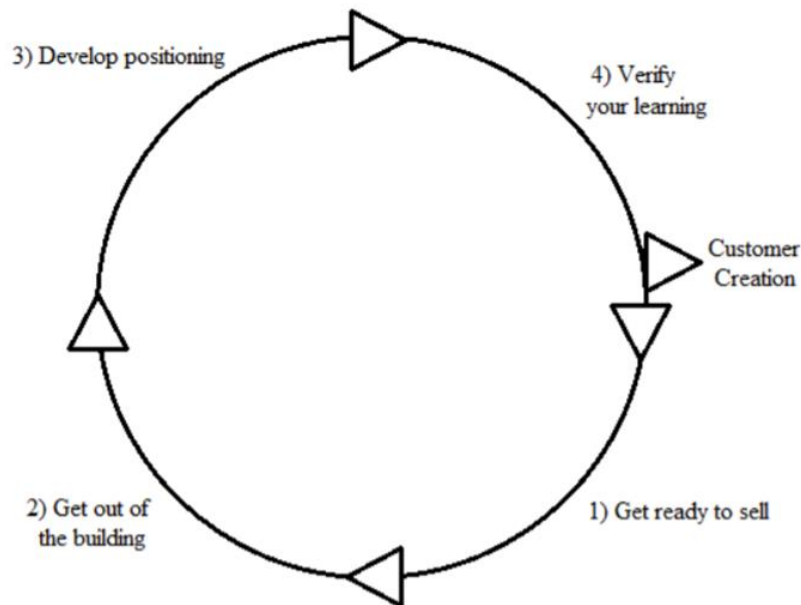 3) Develop positioning
4) Verify
your learning
Customer
Creation
1) Get ready to sell
2) Get out of
the building